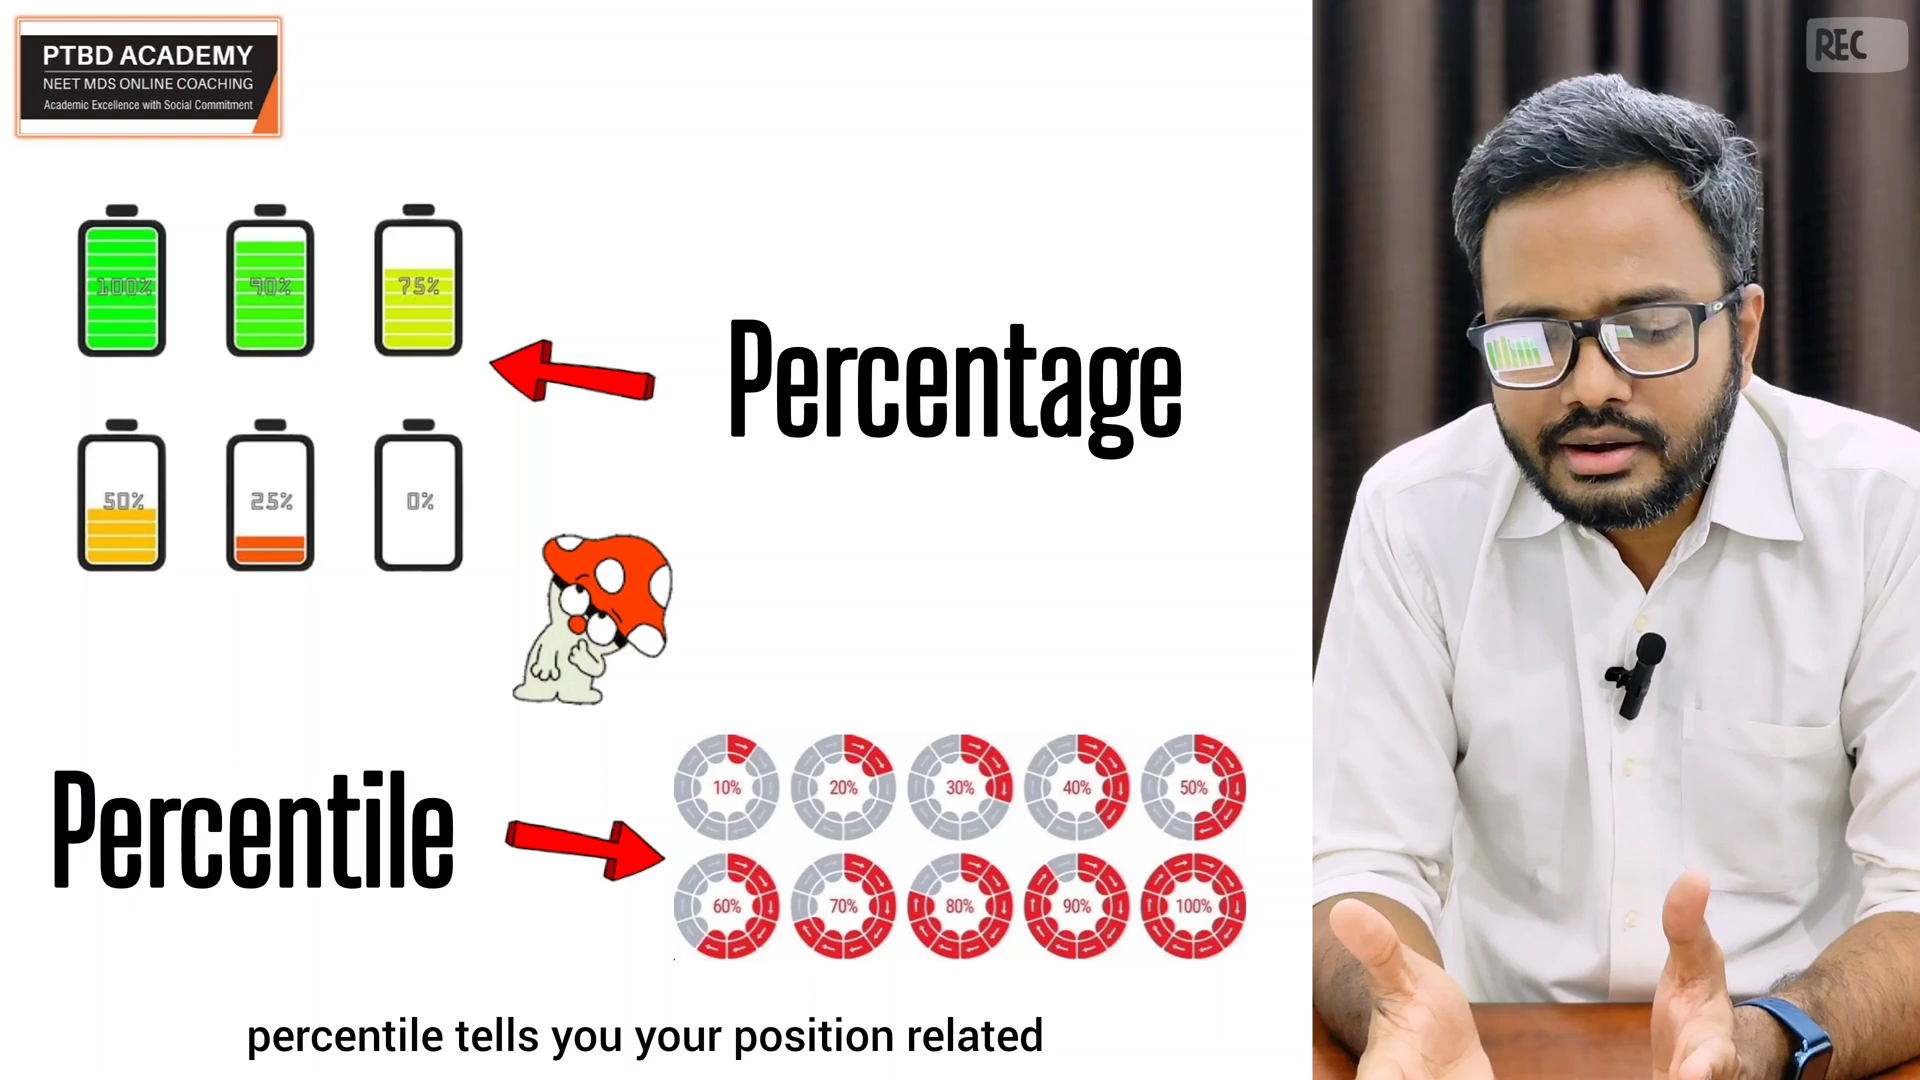 PTBD ACADEMY
NEET MDS ONLINE COACHING
Academic Excellence with Social Commitment
REC
100% 90% 75%
Percentage
50% 25% 0%
Percentile
10% 20% 30% 40% 50%
60% 70% 80% 90% 100%
percentile tells you your position related